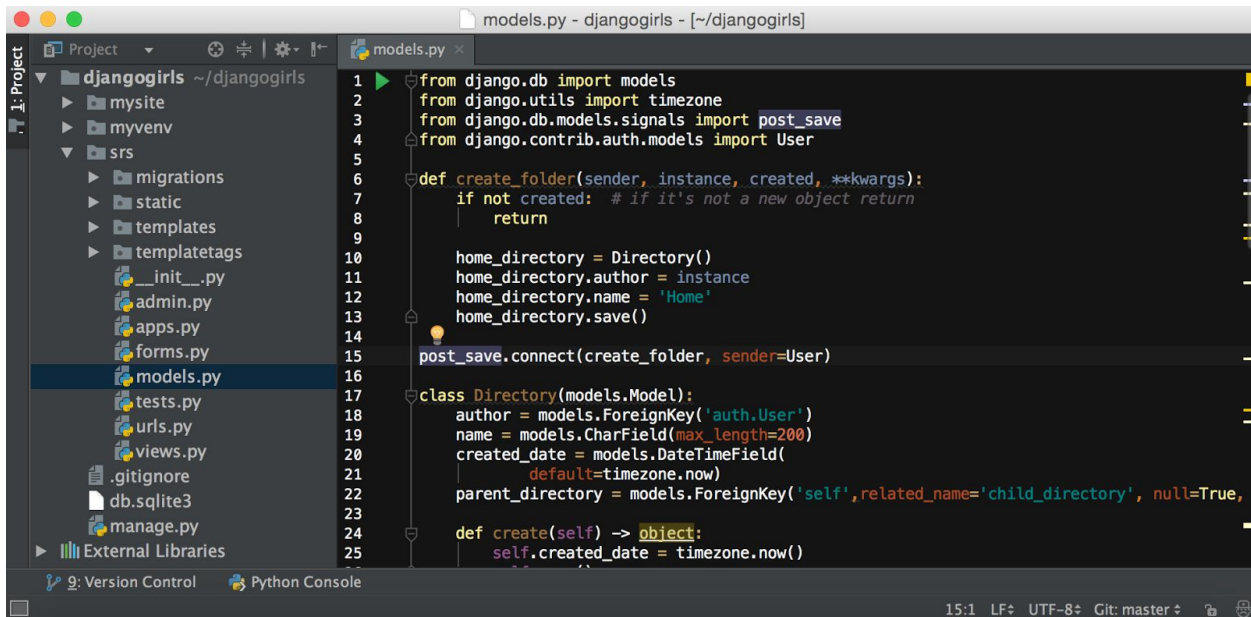 models.py - djangogirls - [~/djangogirls]
1: Project
Project
djangogirls ~/djangogirls
mysite
myvenv
srs
migrations
static
templates
templatetags
__init__.py
admin.py
apps.py
forms.py
models.py
tests.py
urls.py
views.py
.gitignore
db.sqlite3
manage.py
External Libraries
models.py
1 from django.db import models
2 from django.utils import timezone
3 from django.db.models.signals import post_save
4 from django.contrib.auth.models import User
5
6 def create_folder(sender, instance, created, **kwargs):
7     if not created:  # if it's not a new object return
8         return
9
10     home_directory = Directory()
11     home_directory.author = instance
12     home_directory.name = 'Home'
13     home_directory.save()
14
15 post_save.connect(create_folder, sender=User)
16
17 class Directory(models.Model):
18     author = models.ForeignKey('auth.User')
19     name = models.CharField(max_length=200)
20     created_date = models.DateTimeField(
21             default=timezone.now)
22     parent_directory = models.ForeignKey('self',related_name='child_directory', null=True,
23
24     def create(self) -> object:
25         self.created_date = timezone.now()
9: Version Control Python Console
15:1 LF UTF-8 Git: master